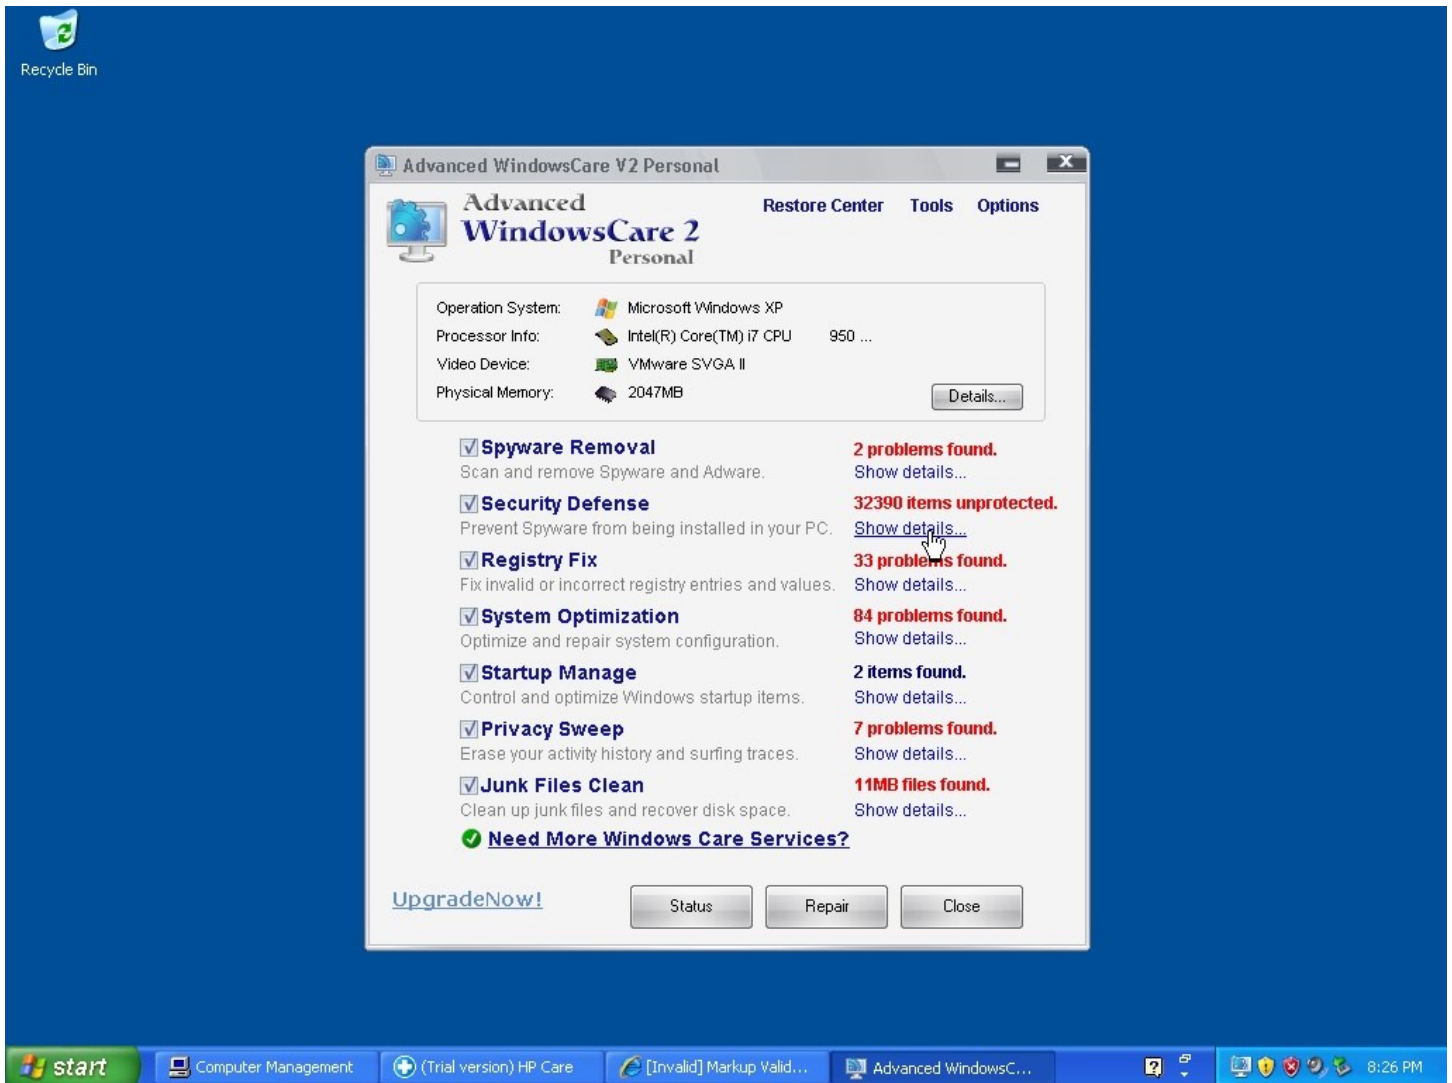 Recycle Bin
Advanced WindowsCare V2 Personal
Advanced
WindowsCare 2
Personal
Restore Center Tools Options
Operation System: Microsoft Windows XP
Processor Info: Intel(R) Core(TM) i7 CPU 950 ...
Video Device: VMware SVGA II
Physical Memory: 2047MB
Details...
Spyware Removal 2 problems found.
Scan and remove Spyware and Adware. Show details...
Security Defense 32390 items unprotected.
Prevent Spyware from being installed in your PC. Show details...
Registry Fix 33 problems found.
Fix invalid or incorrect registry entries and values. Show details...
System Optimization 84 problems found.
Optimize and repair system configuration. Show details...
Startup Manage 2 items found.
Control and optimize Windows startup items. Show details...
Privacy Sweep 7 problems found.
Erase your activity history and surfing traces. Show details...
Junk Files Clean 11MB files found.
Clean up junk files and recover disk space. Show details...
Need More Windows Care Services?
UpgradeNow! Status Repair Close
start Computer Management (Trial version) HP Care [Invalid] Markup Valid... Advanced WindowsC... 8:26 PM